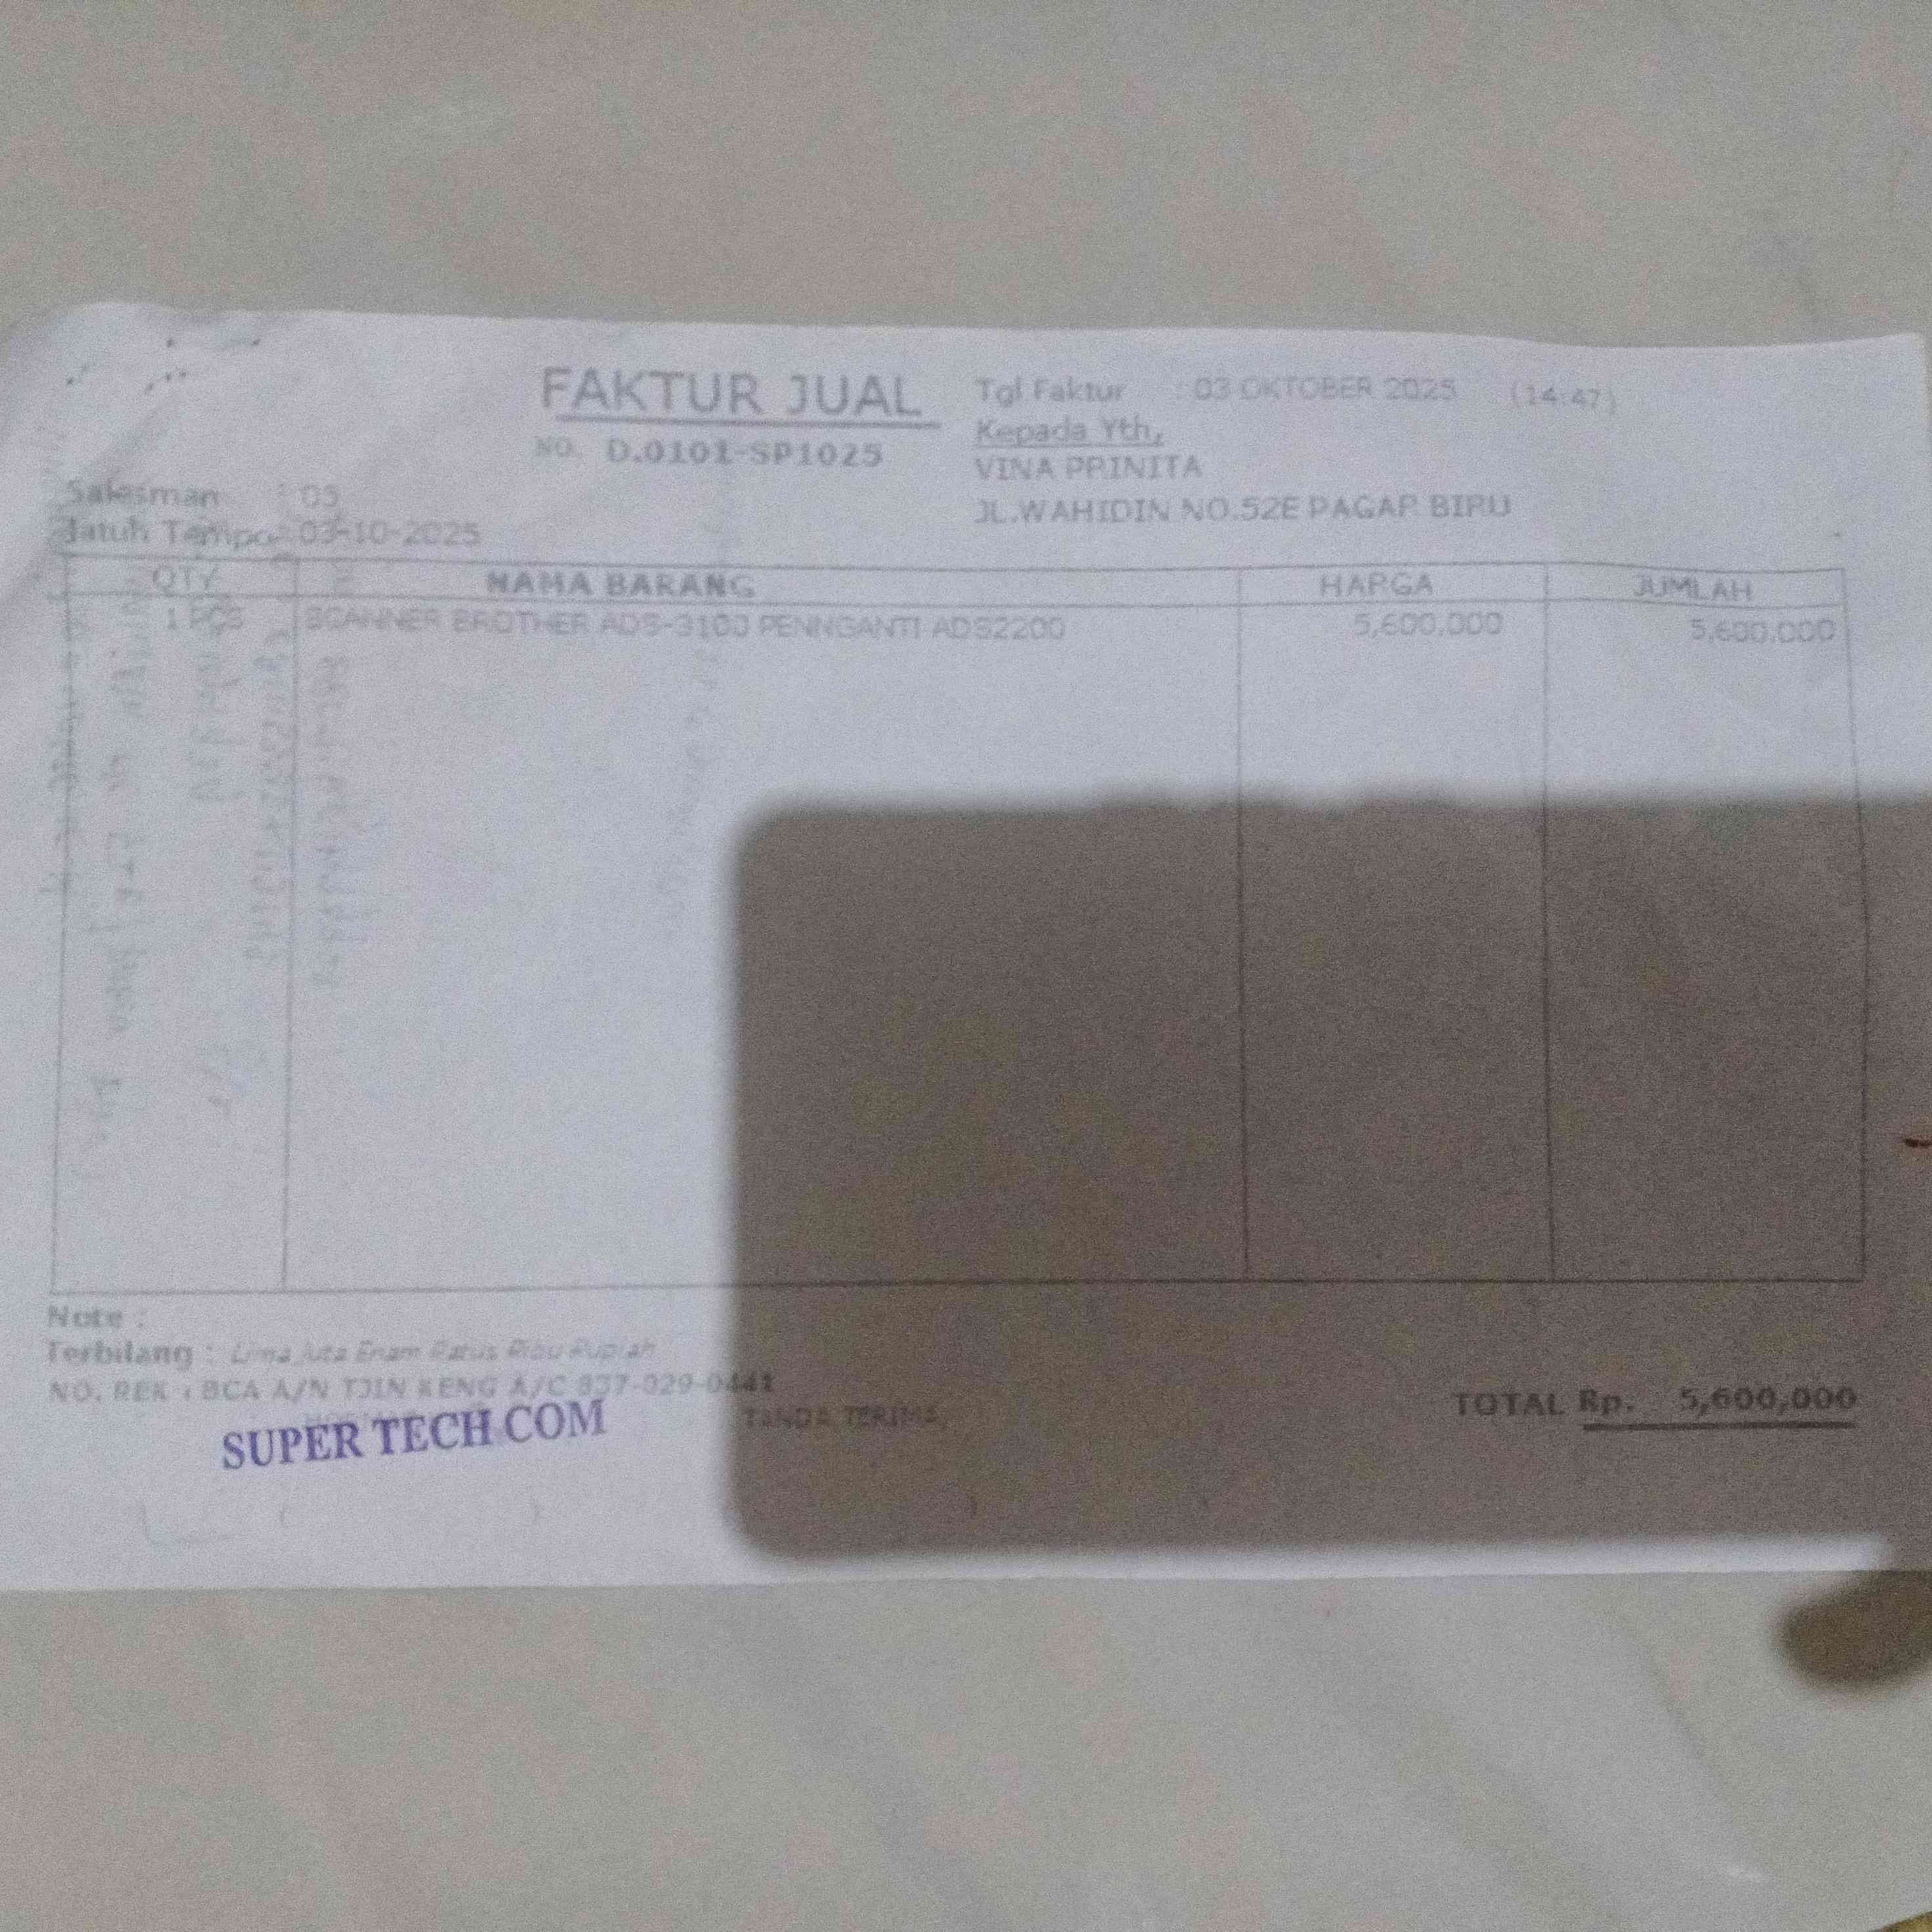 FAKTUR JUAL
NO. D.0101-SP1025
Tgl Faktur : 03 OKTOBER 2025 (14:47)
Kepada Yth,
VINA PRINITA
JL.WAHIDIN NO.52E PAGAR BIRU
Salesman : 05
Jatuh Tempo : 03-10-2025
QTY NAMA BARANG HARGA JUMLAH
1 PCS SCANNER BROTHER ADS-3100 PENNGANTI ADS2200 5,600,000 5,600,000
Note :
Terbilang : Lima Juta Enam Ratus Ribu Rupiah
NO. REK : BCA A/N TJIN KENG A/C 837-029-0441
SUPER TECH COM
TANDA TERIMA,
TOTAL Rp. 5,600,000